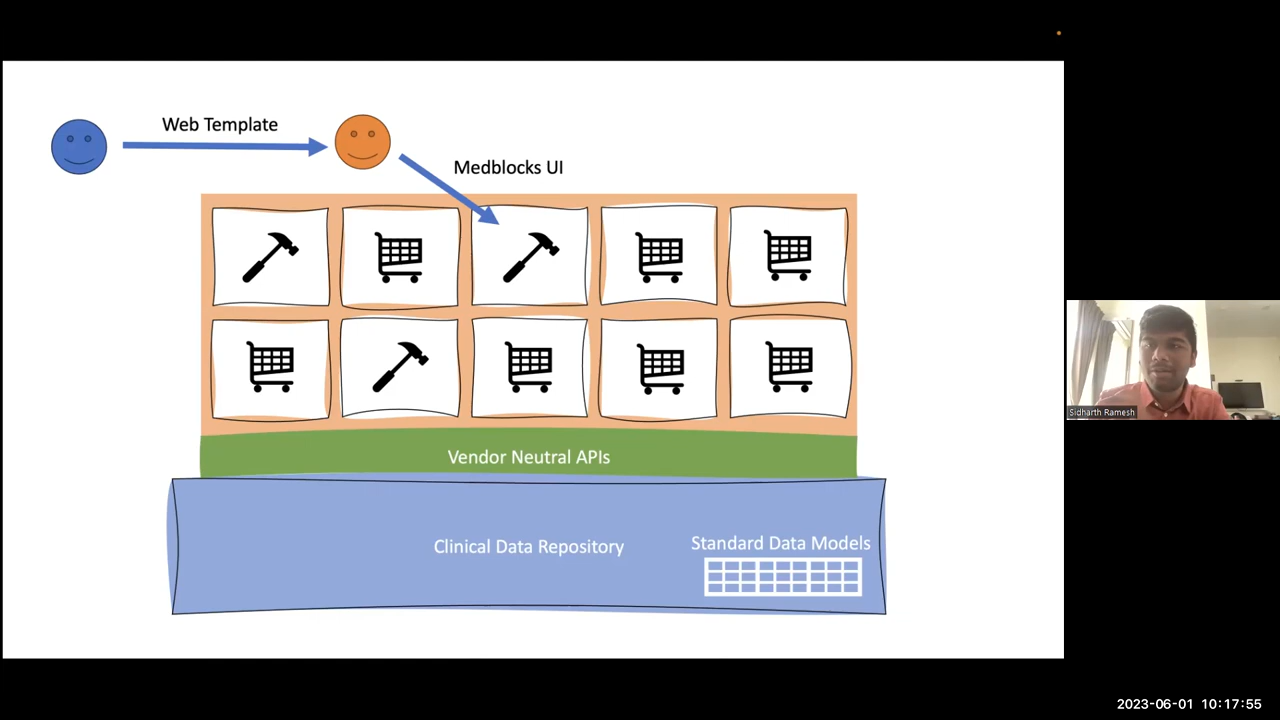 Web Template
Medblocks UI
Vendor Neutral APIs
Clinical Data Repository
Standard Data Models
Sidharth Ramesh
2023-06-01 10:17:55